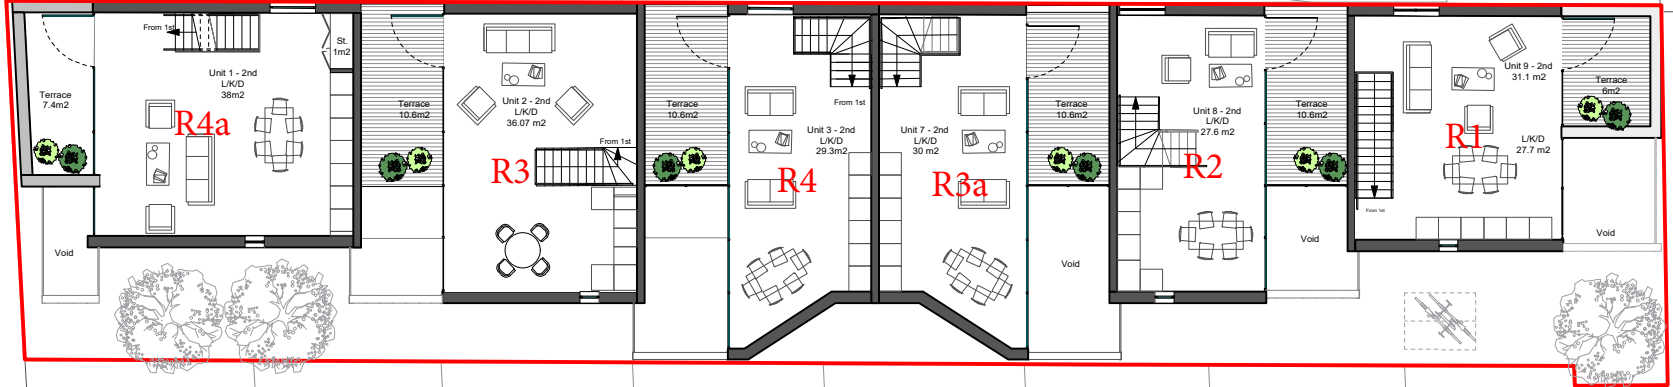 From 1st
St.
1m2
Unit 1 - 2nd
L/K/D
38m2
Terrace
7.4m2
R4a
Void
Terrace
10.6m2
Unit 2 - 2nd
L/K/D
36.07 m2
From 1st
R3
Terrace
10.6m2
From 1st
Unit 3 - 2nd
L/K/D
29.3m2
R4
Unit 7 - 2nd
L/K/D
30 m2
R3a
Terrace
10.6m2
Void
Unit 8 - 2nd
L/K/D
27.6 m2
R2
Terrace
10.6m2
Void
Unit 9 - 2nd
31.1 m2
R1
L/K/D
27.7 m2
From 1st
Terrace
6m2
Void